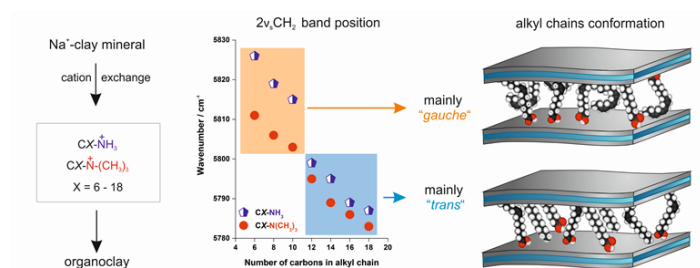 Na⁺-clay mineral
cation exchange
CX-N⁺H₃
CX-N⁺-(CH₃)₃
X = 6 - 18
organoclay
2νₛCH₂ band position
Wavenumber / cm⁻¹
5830
5820
5810
5800
5790
5780
CX-NH₃
CX-N(CH₃)₃
4 6 8 10 12 14 16 18 20
Number of carbons in alkyl chain
mainly
"gauche"
mainly
"trans"
alkyl chains conformation